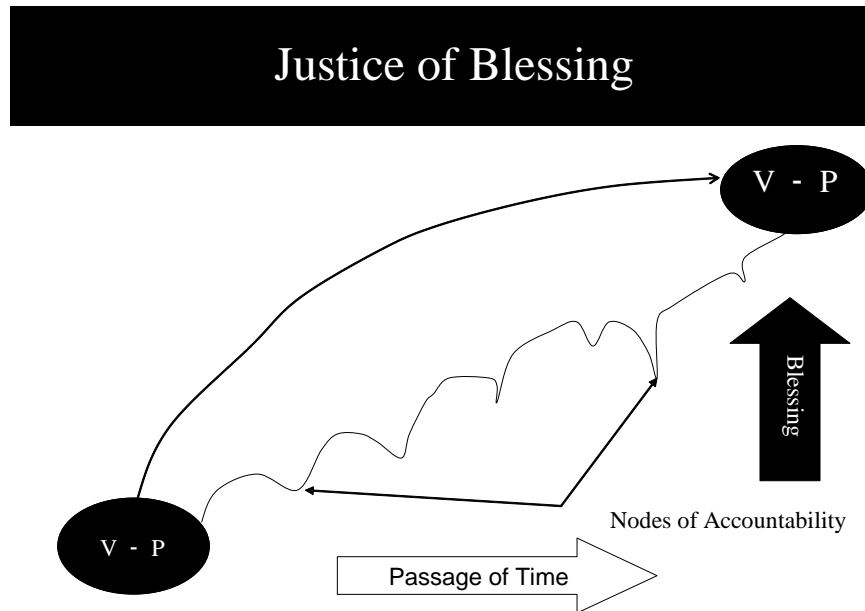 Justice of Blessing
V - P
Blessing
V - P
Nodes of Accountability
Passage of Time